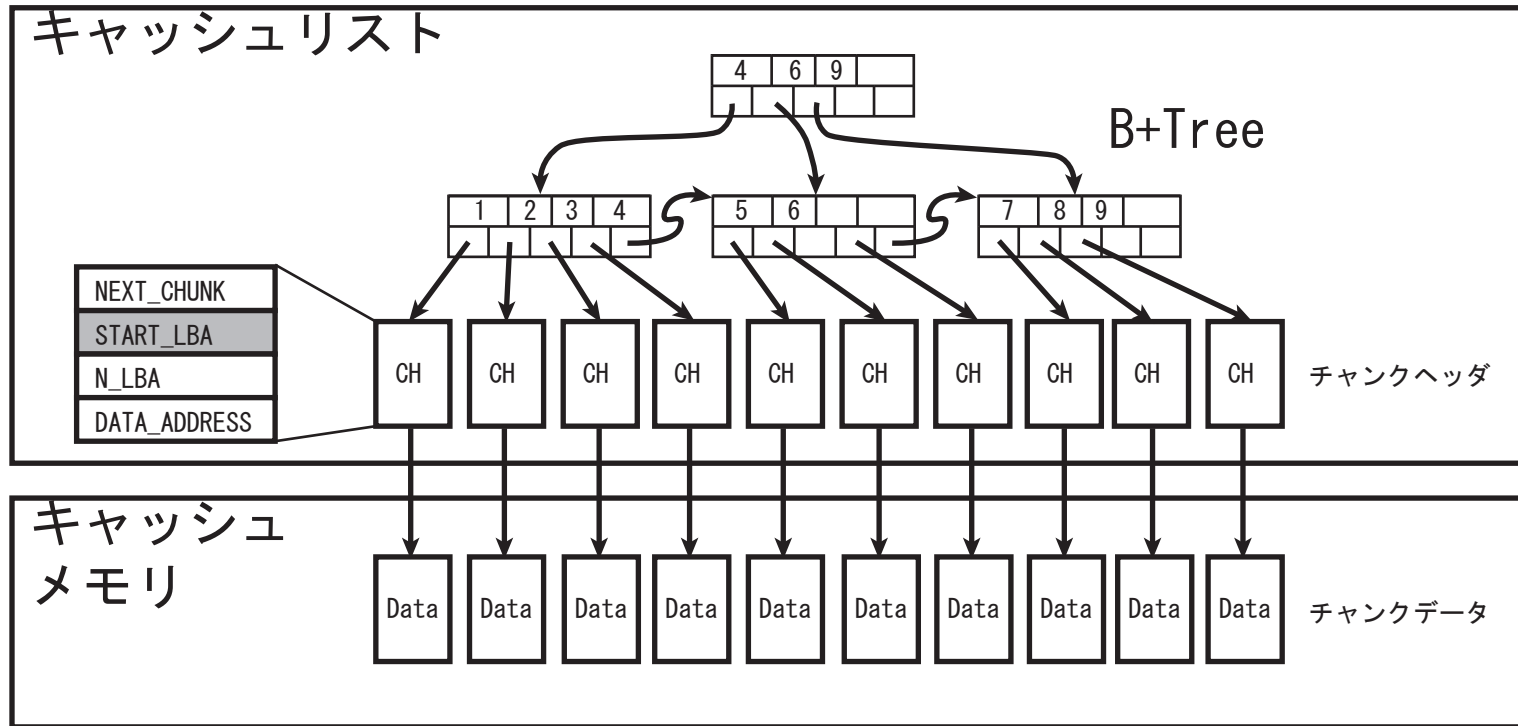 キャッシュリスト
4 6 9
B+Tree
1 2 3 4
5 6
7 8 9
NEXT_CHUNK
START_LBA
N_LBA
DATA_ADDRESS
CH CH CH CH CH CH CH CH CH CH
チャンクヘッダ
キャッシュ
メモリ
Data Data Data Data Data Data Data Data Data Data
チャンクデータ